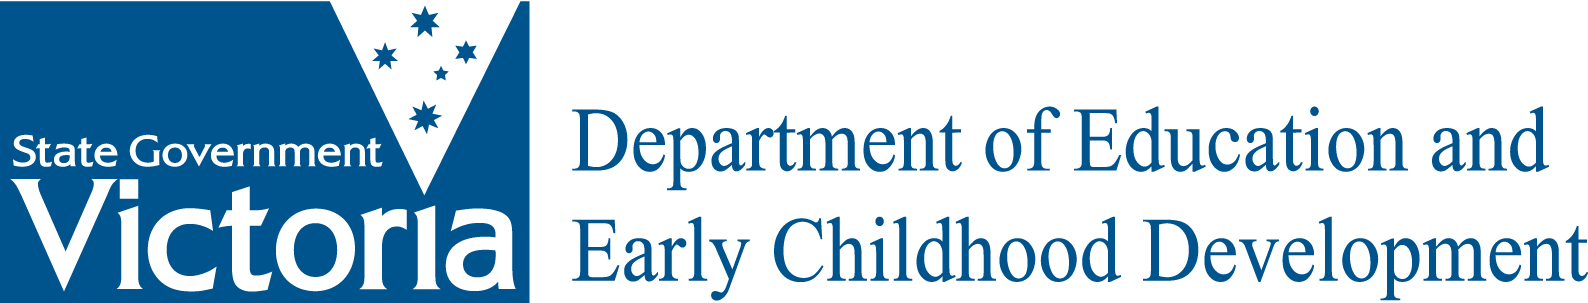 State Government
Victoria
Department of Education and
Early Childhood Development